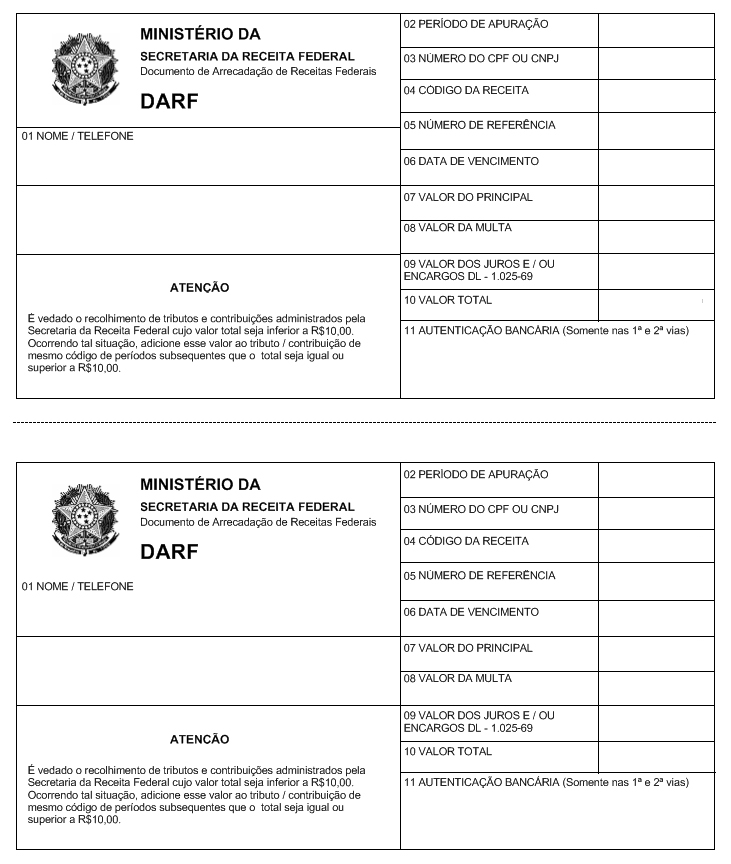 MINISTÉRIO DA
SECRETARIA DA RECEITA FEDERAL
Documento de Arrecadação de Receitas Federais
DARF
01 NOME / TELEFONE
ATENÇÃO
É vedado o recolhimento de tributos e contribuições administrados pela
Secretaria da Receita Federal cujo valor total seja inferior a R$10,00.
Ocorrendo tal situação, adicione esse valor ao tributo / contribuição de
mesmo código de períodos subsequentes que o total seja igual ou
superior a R$10,00.
02 PERÍODO DE APURAÇÃO
03 NÚMERO DO CPF OU CNPJ
04 CÓDIGO DA RECEITA
05 NÚMERO DE REFERÊNCIA
06 DATA DE VENCIMENTO
07 VALOR DO PRINCIPAL
08 VALOR DA MULTA
09 VALOR DOS JUROS E / OU
ENCARGOS DL - 1.025-69
10 VALOR TOTAL
11 AUTENTICAÇÃO BANCÁRIA (Somente nas 1ª e 2ª vias)
MINISTÉRIO DA
SECRETARIA DA RECEITA FEDERAL
Documento de Arrecadação de Receitas Federais
DARF
01 NOME / TELEFONE
ATENÇÃO
É vedado o recolhimento de tributos e contribuições administrados pela
Secretaria da Receita Federal cujo valor total seja inferior a R$10,00.
Ocorrendo tal situação, adicione esse valor ao tributo / contribuição de
mesmo código de períodos subsequentes que o total seja igual ou
superior a R$10,00.
02 PERÍODO DE APURAÇÃO
03 NÚMERO DO CPF OU CNPJ
04 CÓDIGO DA RECEITA
05 NÚMERO DE REFERÊNCIA
06 DATA DE VENCIMENTO
07 VALOR DO PRINCIPAL
08 VALOR DA MULTA
09 VALOR DOS JUROS E / OU
ENCARGOS DL - 1.025-69
10 VALOR TOTAL
11 AUTENTICAÇÃO BANCÁRIA (Somente nas 1ª e 2ª vias)